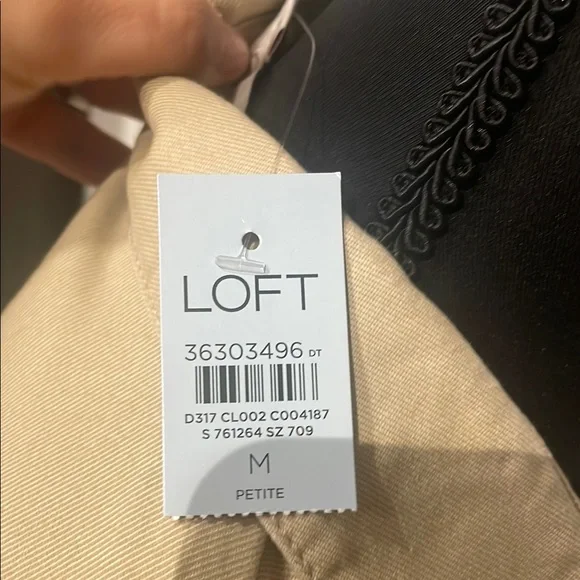 LOFT
36303496 DT
D317 CL002 C004187
S 761264 SZ 709
M
PETITE